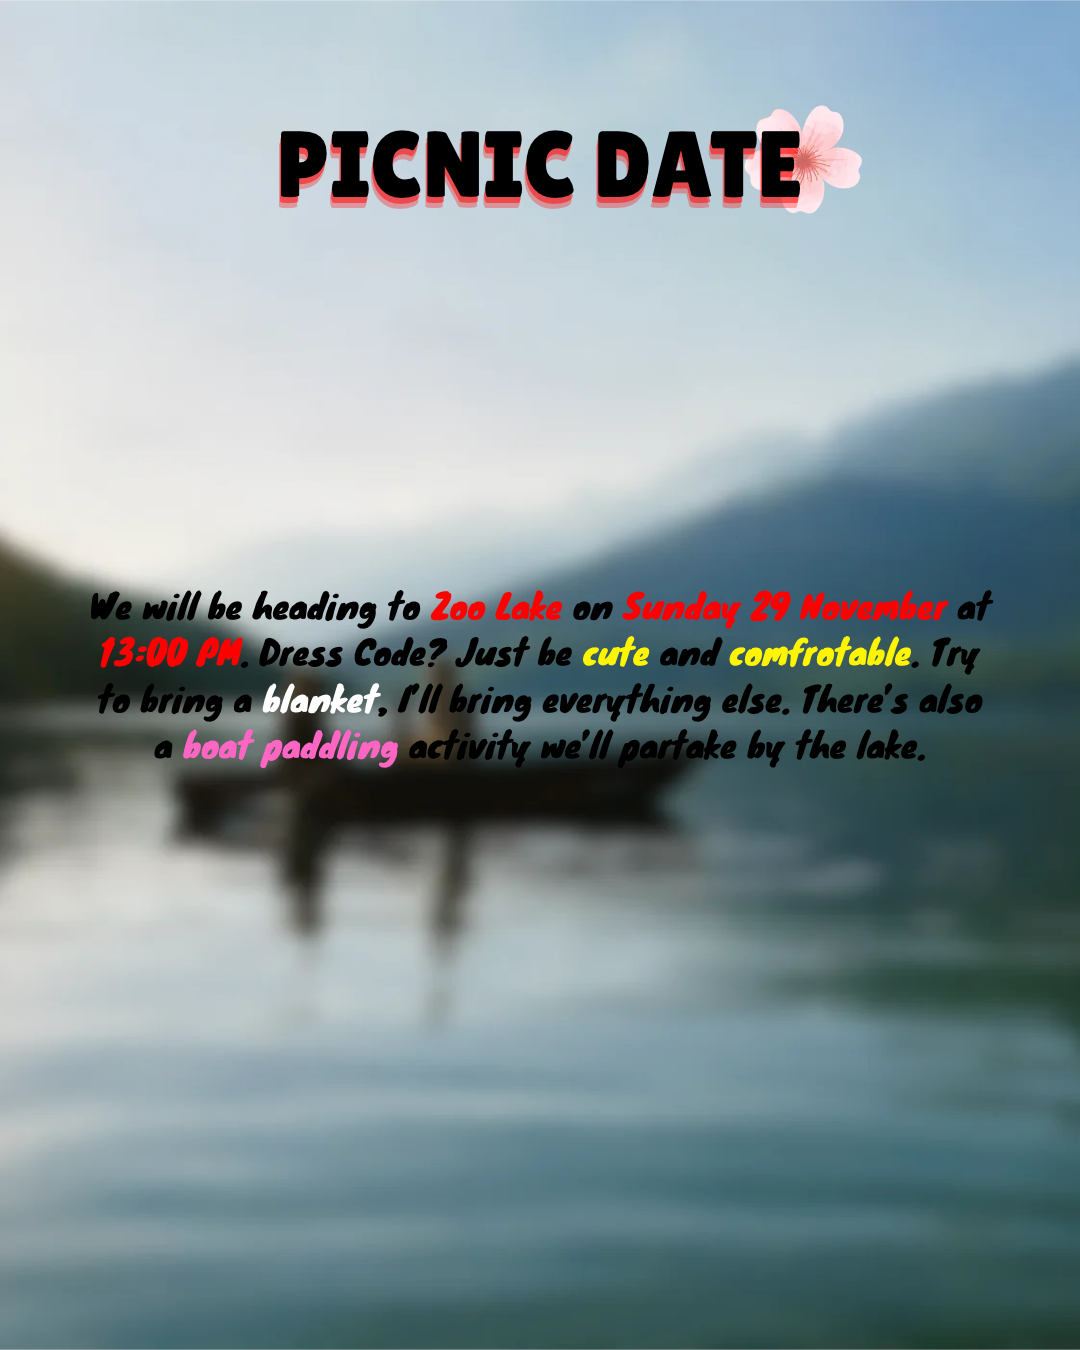 PICNIC DATE
We will be heading to Zoo Lake on Sunday 29 November at
13:00 PM. Dress Code? Just be cute and comfrotable. Try
to bring a blanket, I'll bring everything else. There's also
a boat paddling activity we'll partake by the lake.